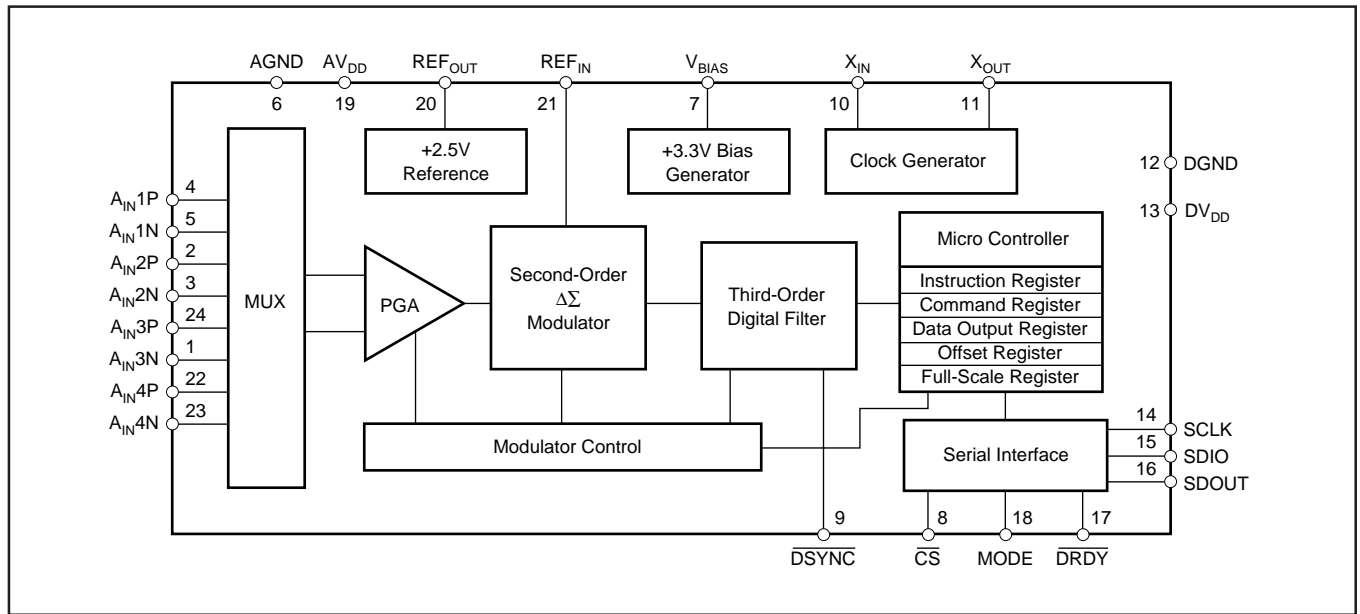 AGND AVDD REFOUT REFIN VBIAS XIN XOUT
6 19 20 21 7 10 11
+2.5V
Reference
+3.3V Bias
Generator
Clock Generator
12 DGND
13 DVDD
AIN1P 4
AIN1N 5
AIN2P 2
AIN2N 3
AIN3P 24
AIN3N 1
AIN4P 22
AIN4N 23
MUX
PGA
Second-Order
ΔΣ
Modulator
Third-Order
Digital Filter
Micro Controller
Instruction Register
Command Register
Data Output Register
Offset Register
Full-Scale Register
Modulator Control
Serial Interface
14 SCLK
15 SDIO
16 SDOUT
9 8 18 17
DSYNC CS MODE DRDY